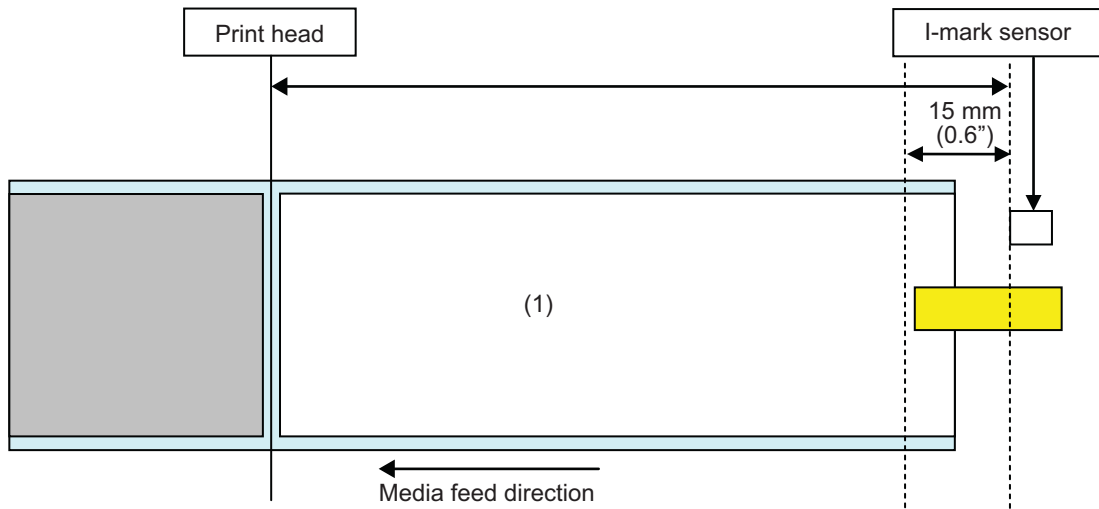 Print head
I-mark sensor
15 mm
(0.6”)
(1)
Media feed direction